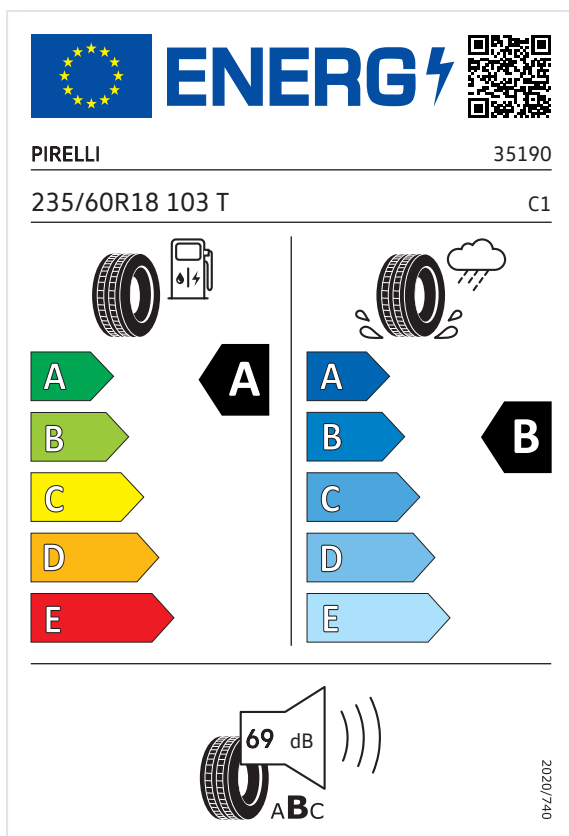 ENERG
PIRELLI 35190
235/60R18 103 T C1
A A A
B B B
C C
D D
E E
69 dB
ABC
2020/740